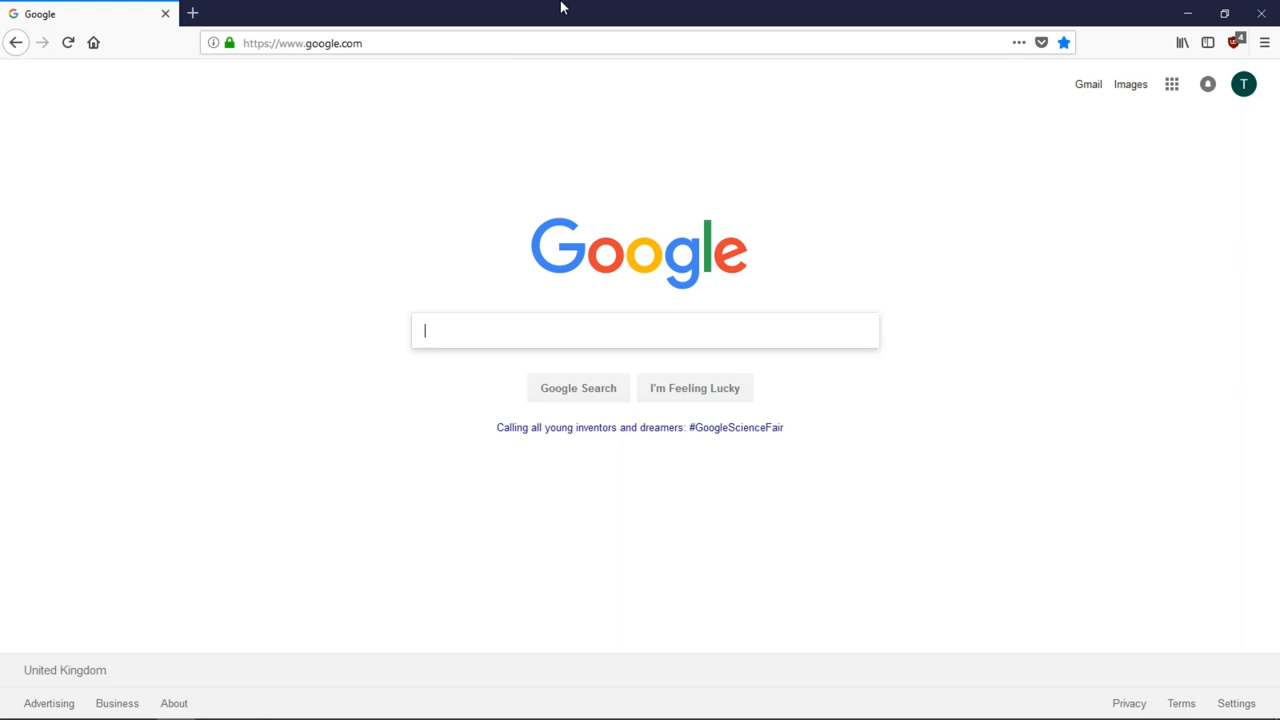 Google
https://www.google.com
4
Gmail Images
T
Google
Google Search I'm Feeling Lucky
Calling all young inventors and dreamers: #GoogleScienceFair
United Kingdom
Advertising Business About Privacy Terms Settings